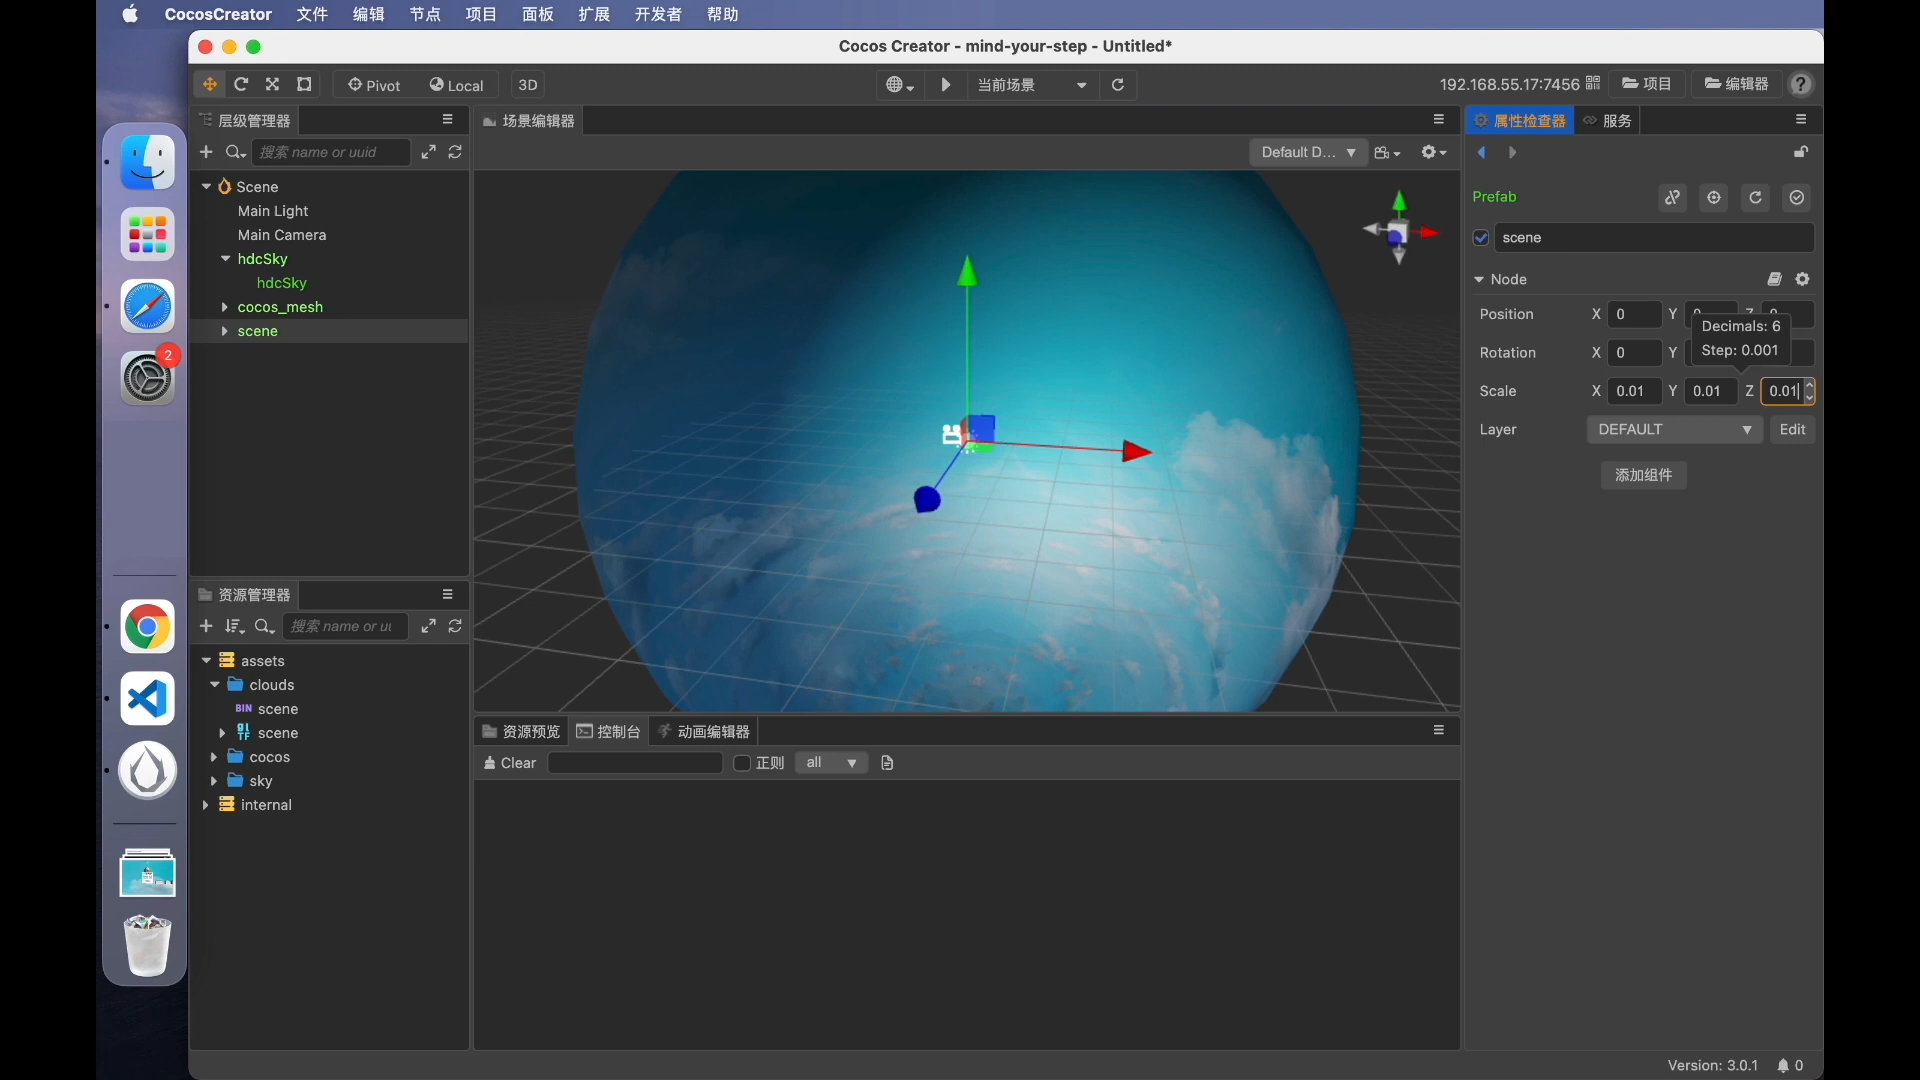 CocosCreator 文件 编辑 节点 项目 面板 扩展 开发者 帮助
Cocos Creator - mind-your-step - Untitled*
Pivot Local 3D 当前场景 192.168.55.17:7456 项目 编辑器 ?
层级管理器
搜索 name or uuid
Scene
Main Light
Main Camera
hdcSky
hdcSky
cocos_mesh
scene
2
资源管理器
搜索 name or uu
assets
clouds
BIN scene
scene
cocos
sky
internal
场景编辑器
Default D...
资源预览 控制台 动画编辑器
Clear 正则 all
属性检查器 服务
Prefab
scene
Node
Position X 0 Y
Decimals: 6
Step: 0.001
Rotation X 0 Y
Scale X 0.01 Y 0.01 Z 0.01
Layer DEFAULT Edit
添加组件
Version: 3.0.1 0